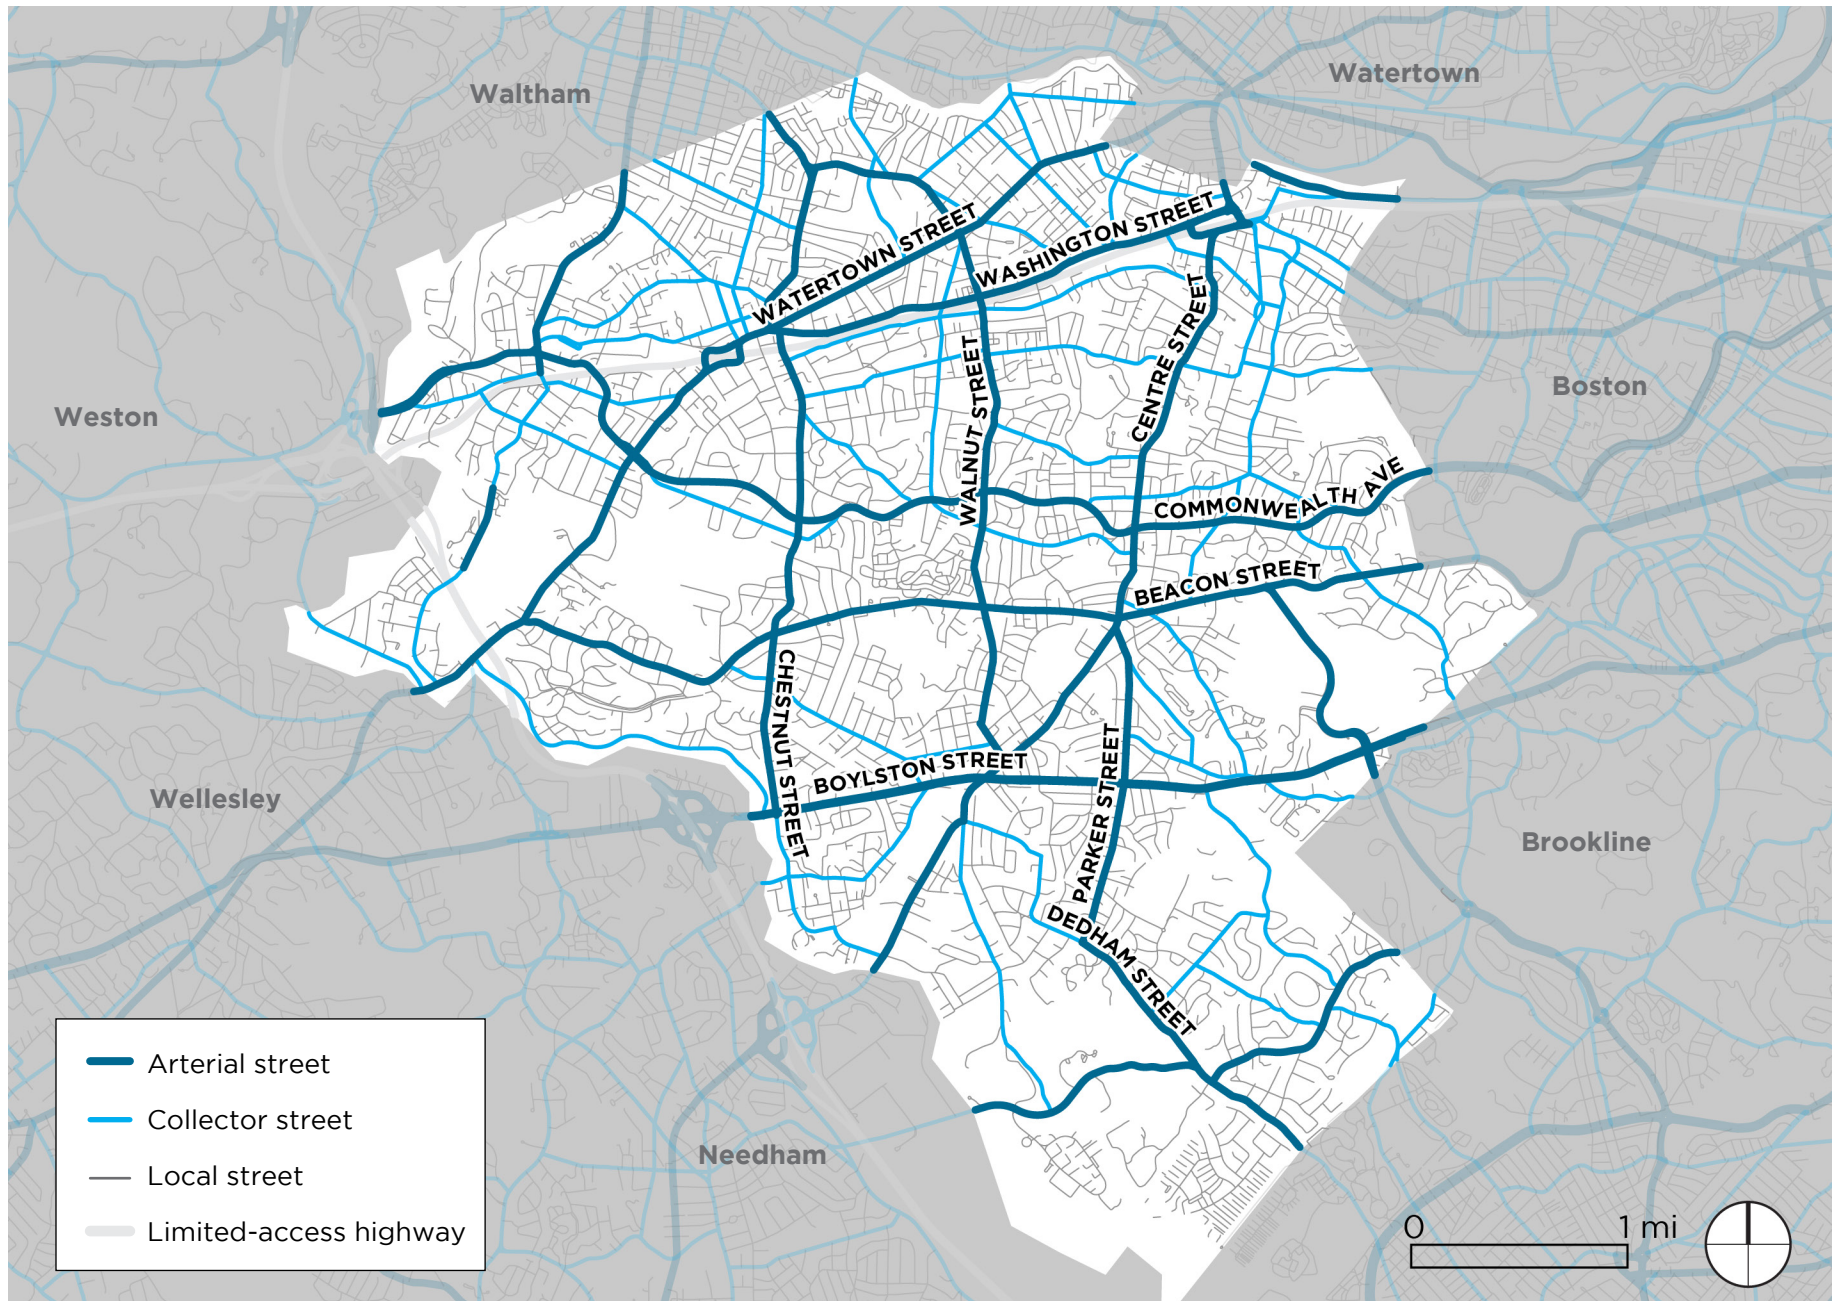 Watertown
Waltham
WATERTOWN STREET
WASHINGTON STREET
CENTRE STREET
WALNUT STREET
Weston
Boston
COMMONWEALTH AVE
BEACON STREET
CHESTNUT STREET
BOYLSTON STREET
PARKER STREET
Wellesley
Brookline
DEDHAM STREET
Needham
Arterial street
Collector street
Local street
Limited-access highway
0 1 mi